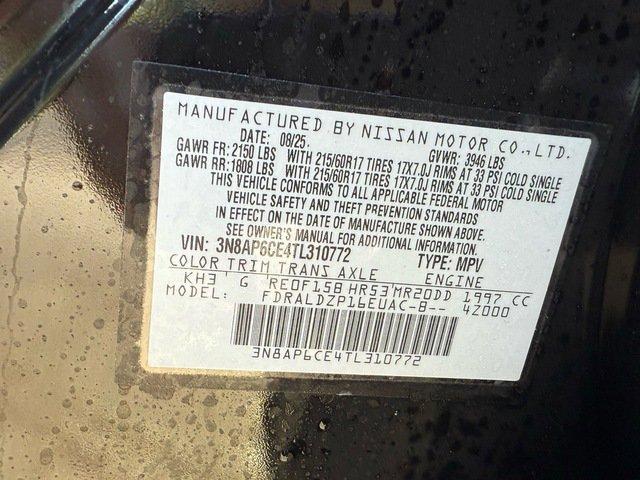 MANUFACTURED BY NISSAN MOTOR CO., LTD.
DATE: 08/25. GVWR: 3946 LBS
GAWR FR: 2150 LBS WITH 215/60R17 TIRES 17X7.0J RIMS AT 33 PSI COLD SINGLE
GAWR RR: 1808 LBS WITH 215/60R17 TIRES 17X7.0J RIMS AT 33 PSI COLD SINGLE
THIS VEHICLE CONFORMS TO ALL APPLICABLE FEDERAL MOTOR
VEHICLE SAFETY AND THEFT PREVENTION STANDARDS
IN EFFECT ON THE DATE OF MANUFACTURE SHOWN ABOVE.
SEE OWNER'S MANUAL FOR ADDITIONAL INFORMATION.
VIN: 3N8AP6CE4TL310772 TYPE: MPV
COLOR TRIM TRANS AXLE ENGINE
KH3 ' G RE0F15B HR53 MR20DD 1997 CC
MODEL: FDRALDZP16EUAC-B-- 4Z000
3N8AP6CE4TL310772